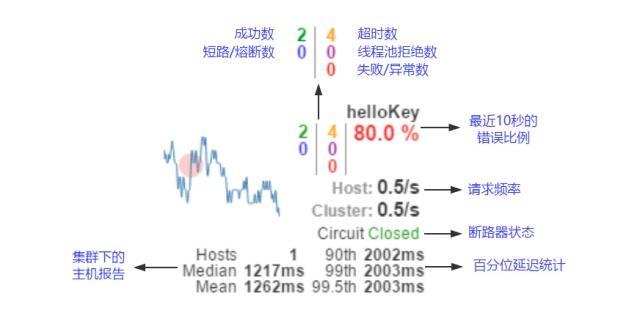 成功数 2 4 超时数
短路/熔断数 0 0 线程池拒绝数
0 失败/异常数
helloKey
2 4 80.0 %
0 0
0
最近10秒的
错误比例
Host: 0.5/s
请求频率
Cluster: 0.5/s
Circuit Closed
断路器状态
集群下的
主机报告
Hosts 1 90th 2002ms
Median 1217ms 99th 2003ms
Mean 1262ms 99.5th 2003ms
百分位延迟统计